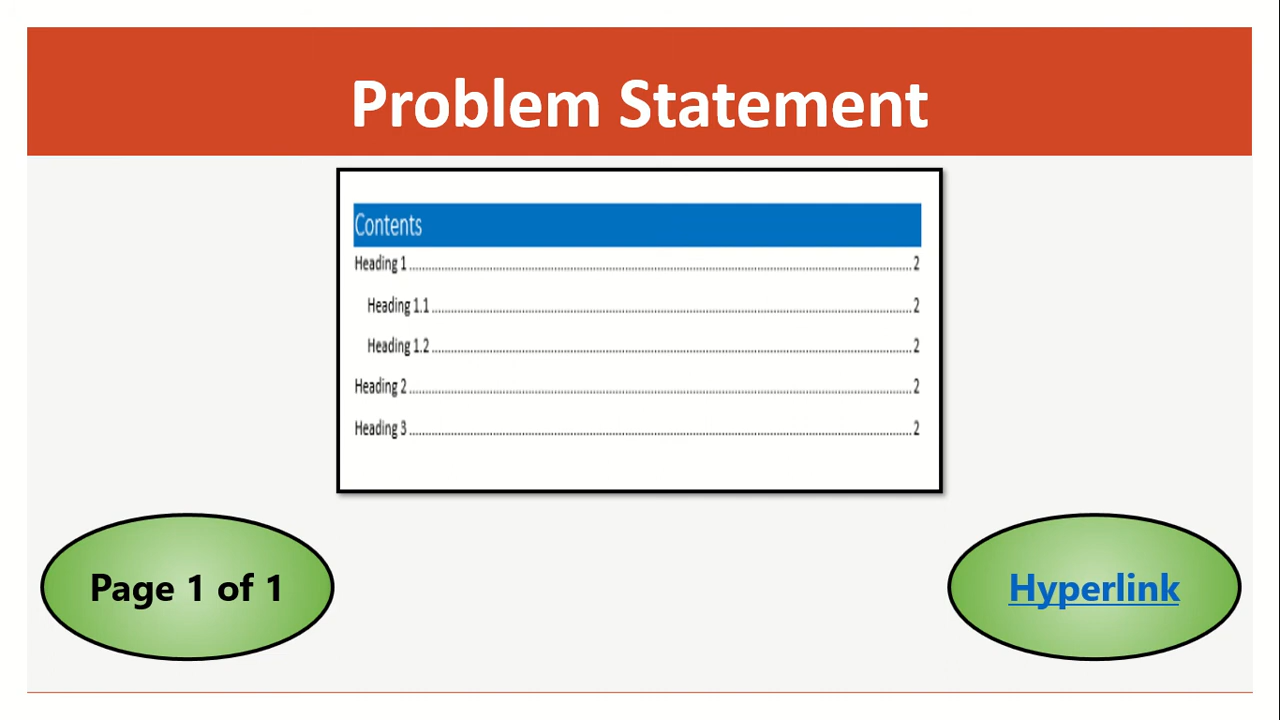 Problem Statement
Contents
Heading 1 ........................................ 2
Heading 1.1 ........................................ 2
Heading 1.2 ........................................ 2
Heading 2 ........................................ 2
Heading 3 ........................................ 2
Page 1 of 1
Hyperlink